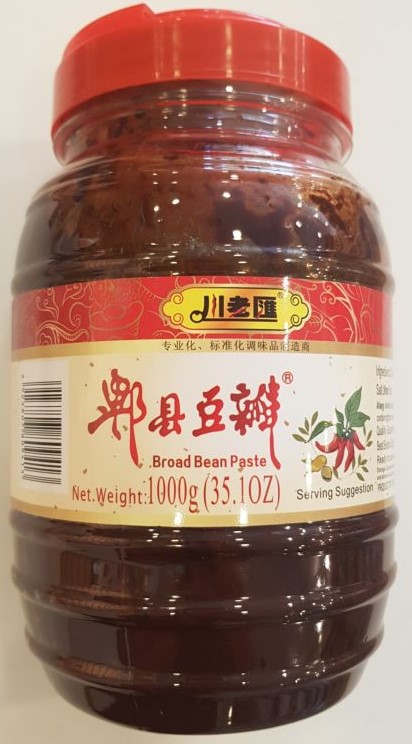 川老匯®
专业化、标准化调味品制造商
郫县豆瓣®
Broad Bean Paste
Net.Weight:1000g(35.1OZ)
Serving Suggestion